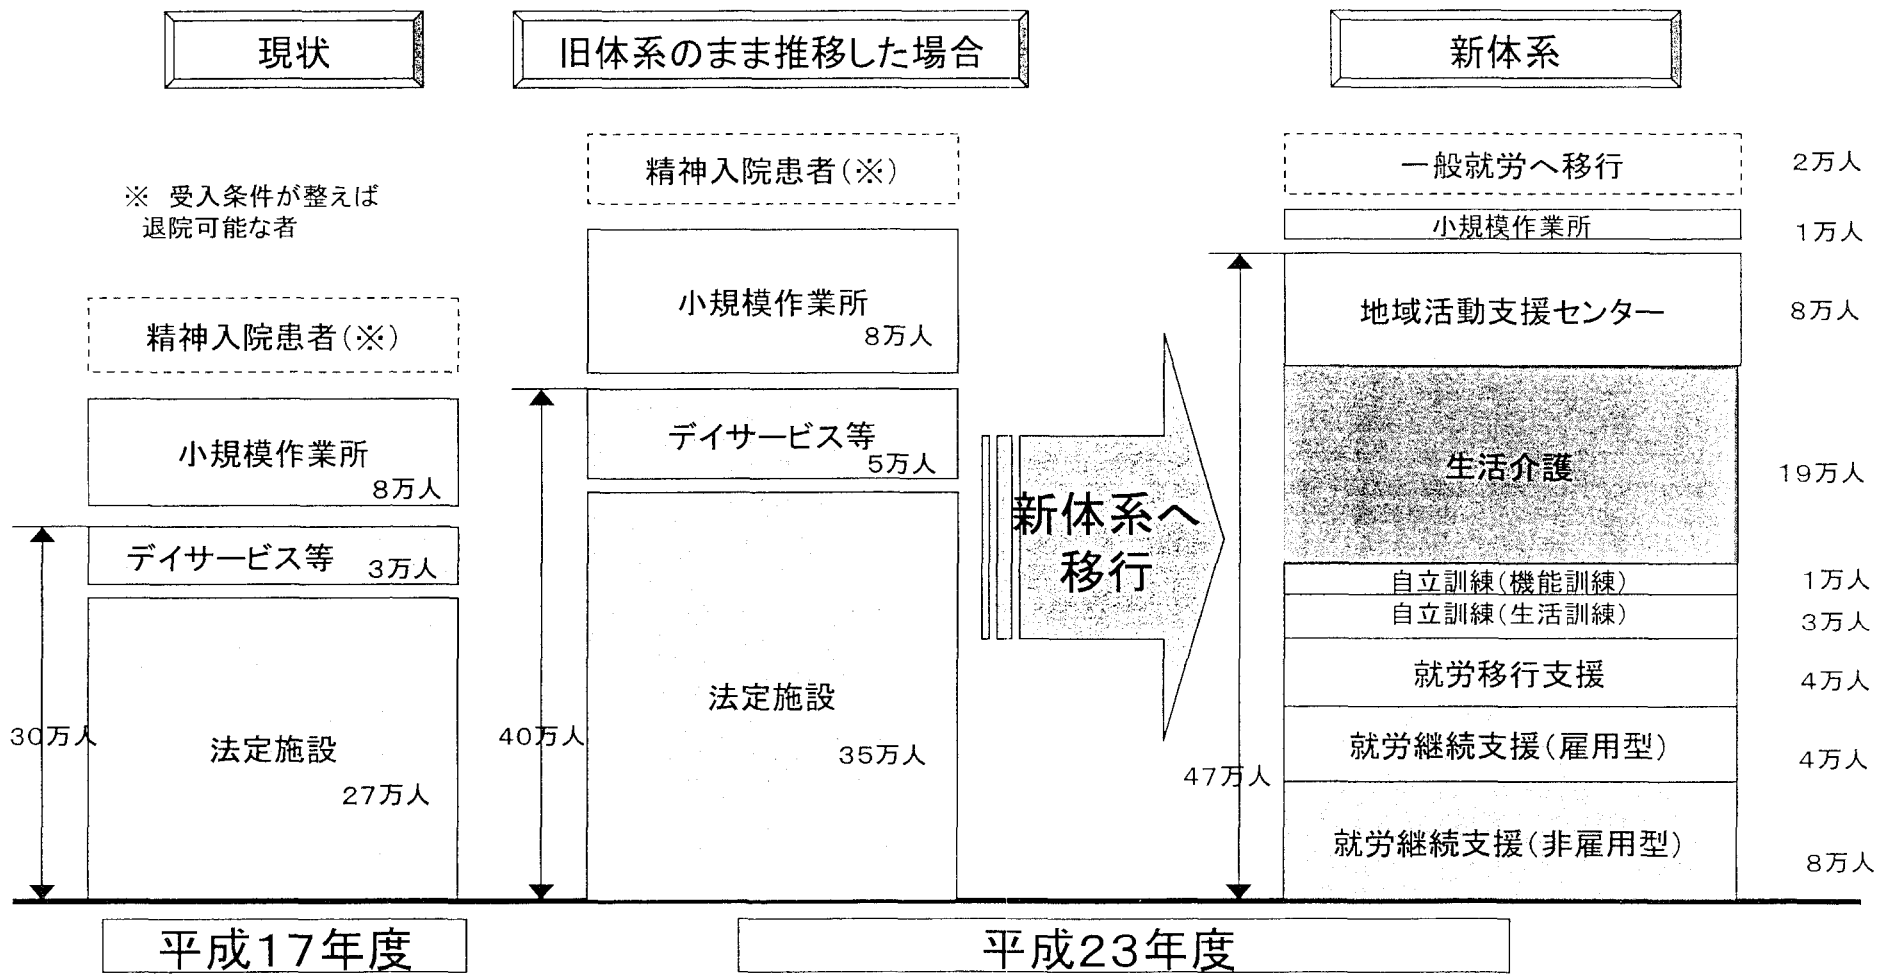 現状
旧体系のまま推移した場合
新体系
※ 受入条件が整えば
退院可能な者
精神入院患者(※)
小規模作業所
8万人
デイサービス等
3万人
法定施設
27万人
30万人
平成17年度
精神入院患者(※)
小規模作業所
8万人
デイサービス等
5万人
法定施設
35万人
40万人
新体系へ
移行
一般就労へ移行
2万人
小規模作業所
1万人
地域活動支援センター
8万人
生活介護
19万人
自立訓練(機能訓練)
1万人
自立訓練(生活訓練)
3万人
就労移行支援
4万人
就労継続支援(雇用型)
4万人
就労継続支援(非雇用型)
8万人
47万人
平成23年度